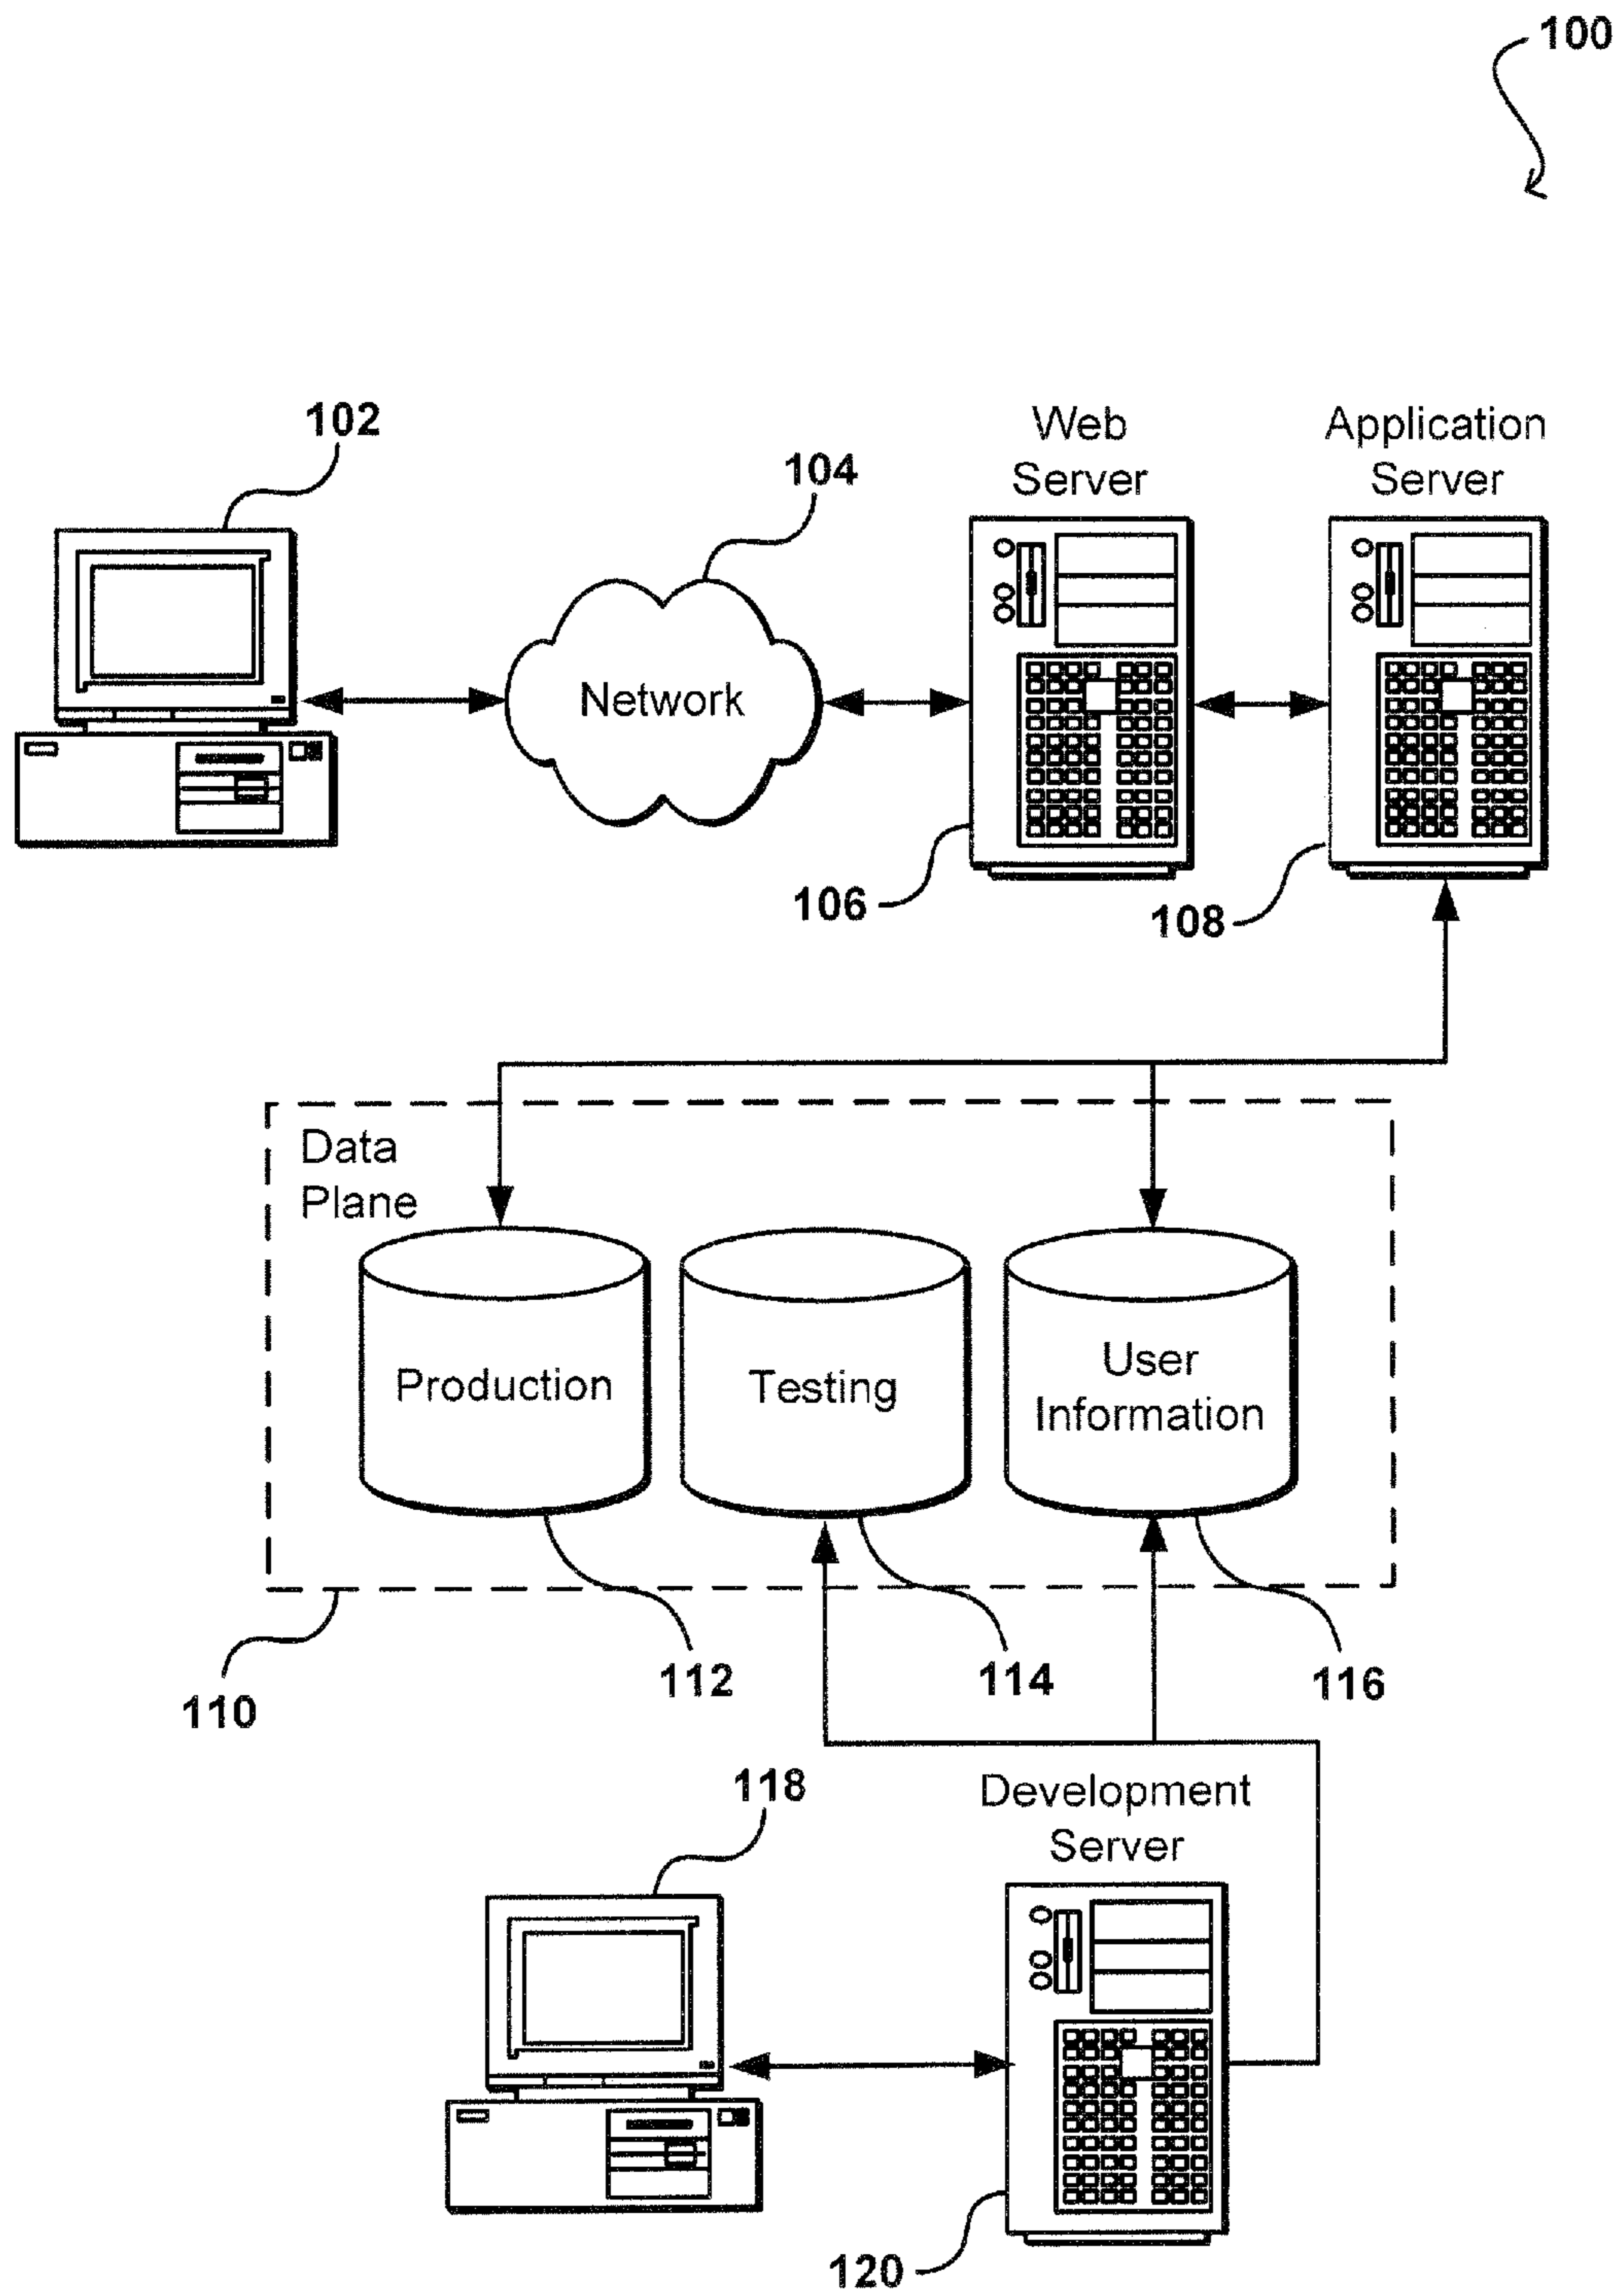 100
102
104
Web
Server
Application
Server
Network
106
108
Data
Plane
Production
Testing
User
Information
110
112
114
116
118
Development
Server
120